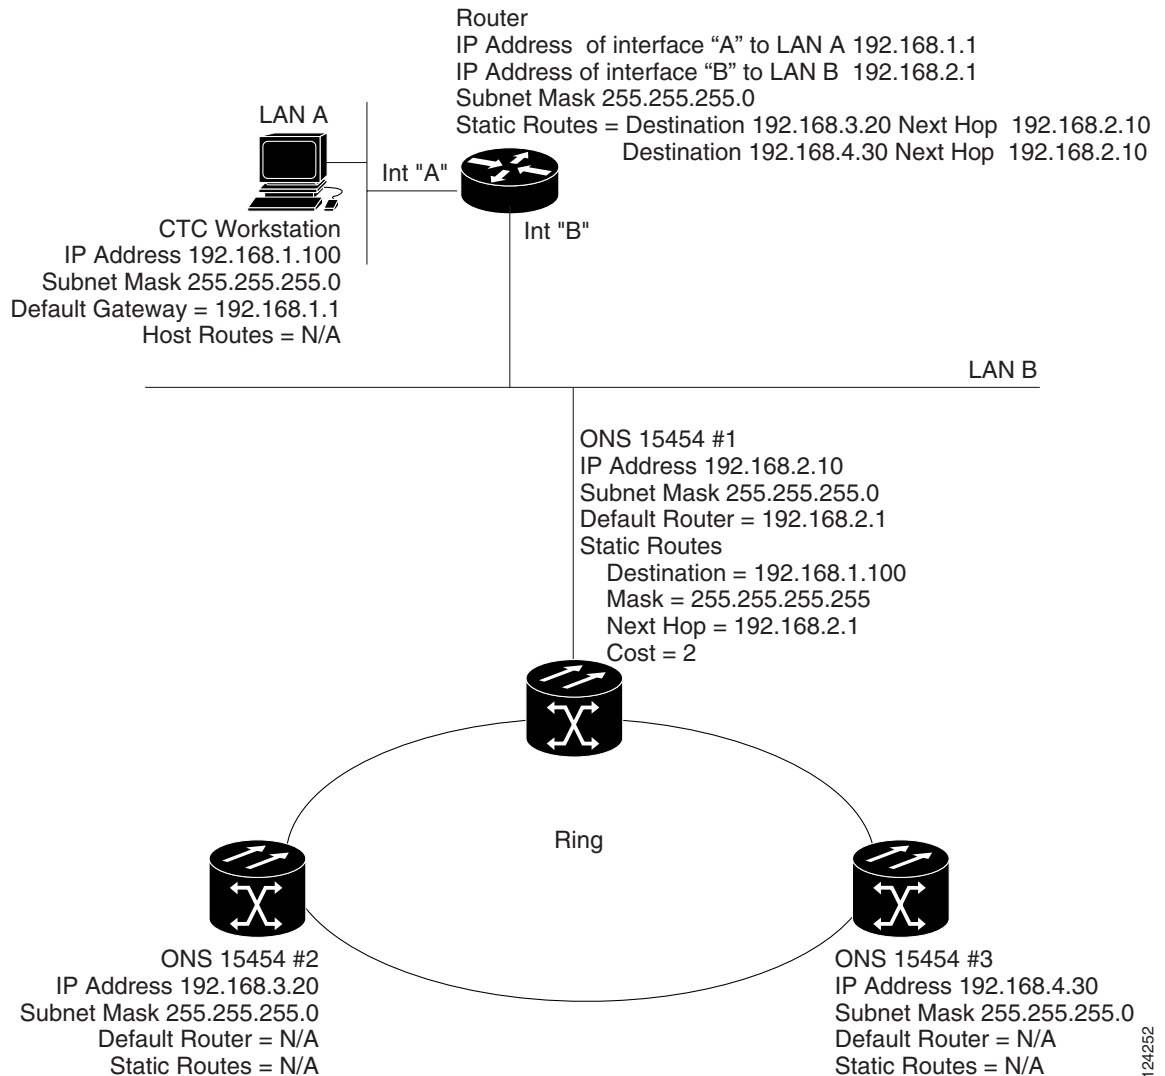 Router
IP Address of interface “A” to LAN A 192.168.1.1
IP Address of interface “B” to LAN B 192.168.2.1
Subnet Mask 255.255.255.0
Static Routes = Destination 192.168.3.20 Next Hop 192.168.2.10
Destination 192.168.4.30 Next Hop 192.168.2.10
LAN A
Int "A"
Int "B"
CTC Workstation
IP Address 192.168.1.100
Subnet Mask 255.255.255.0
Default Gateway = 192.168.1.1
Host Routes = N/A
LAN B
ONS 15454 #1
IP Address 192.168.2.10
Subnet Mask 255.255.255.0
Default Router = 192.168.2.1
Static Routes
Destination = 192.168.1.100
Mask = 255.255.255.255
Next Hop = 192.168.2.1
Cost = 2
Ring
ONS 15454 #2
IP Address 192.168.3.20
Subnet Mask 255.255.255.0
Default Router = N/A
Static Routes = N/A
ONS 15454 #3
IP Address 192.168.4.30
Subnet Mask 255.255.255.0
Default Router = N/A
Static Routes = N/A
124252